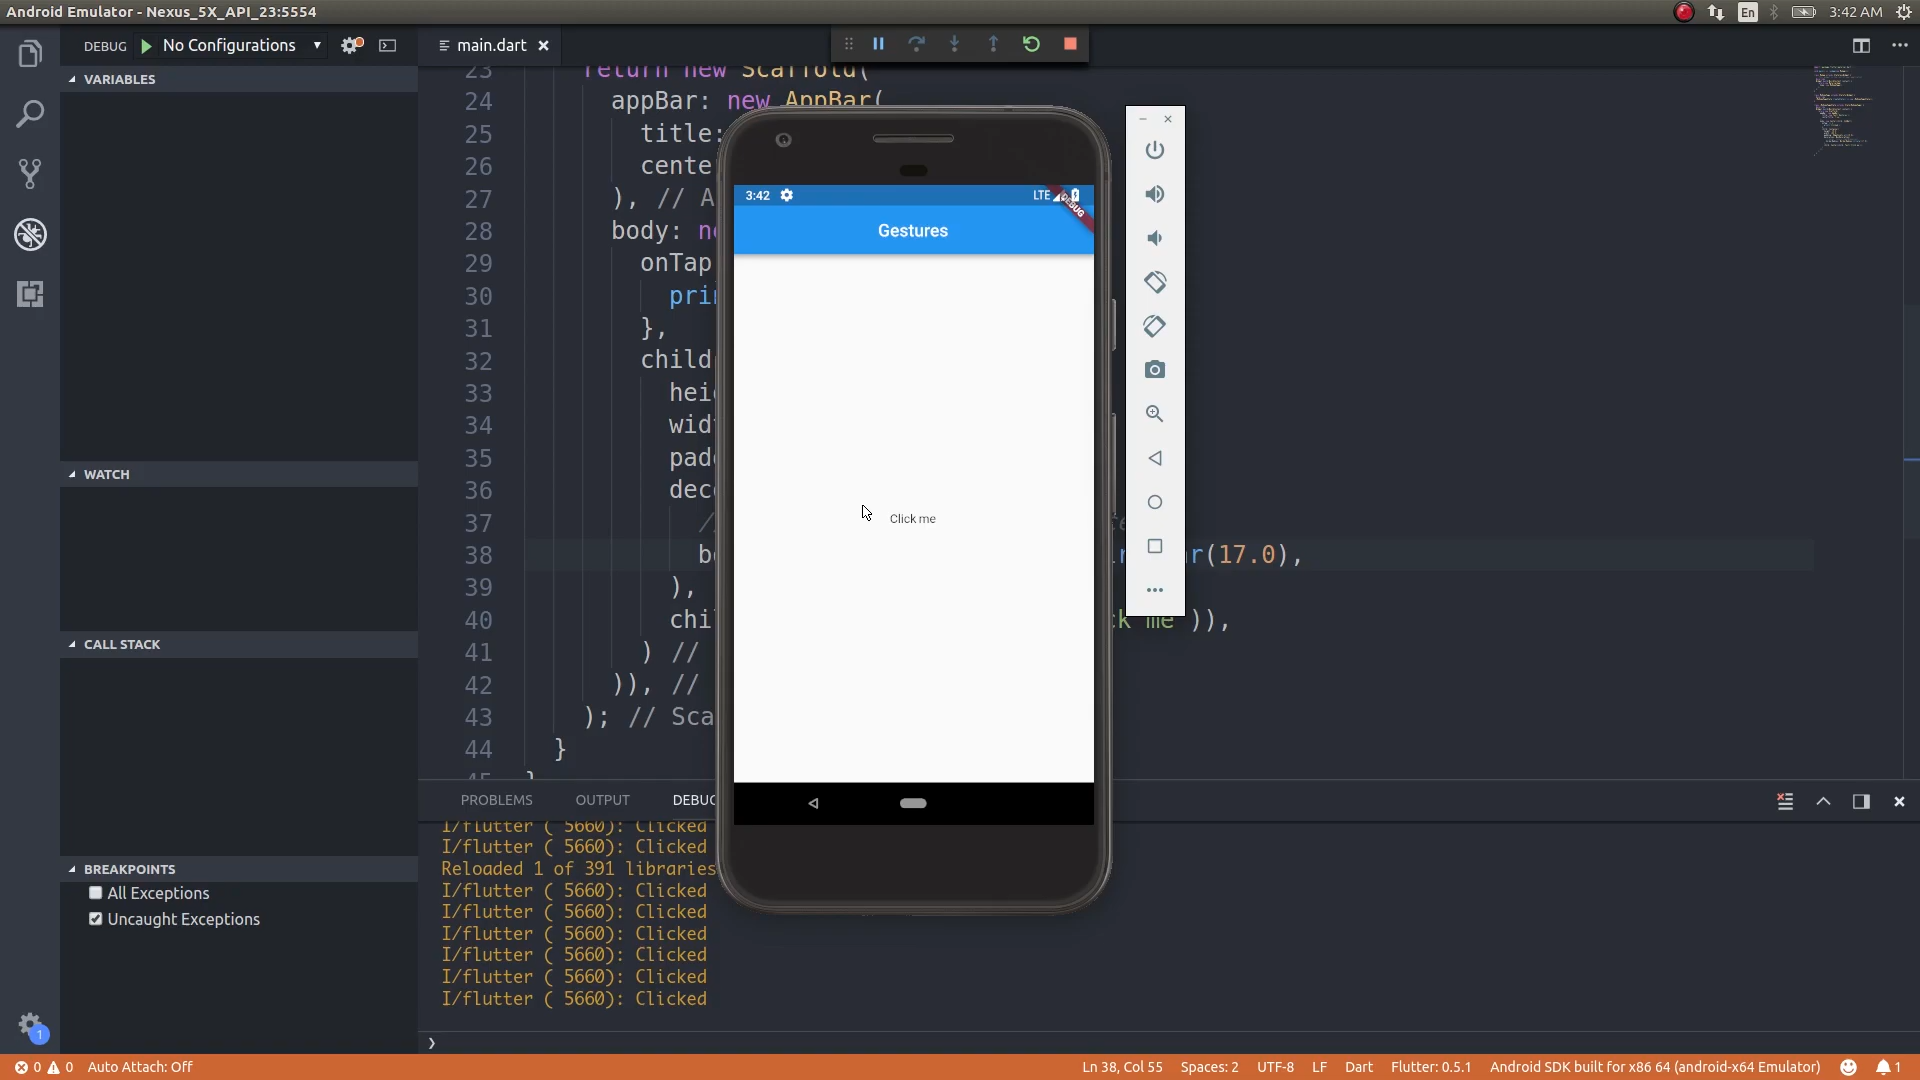 Android Emulator - Nexus_5X_API_23:5554
En
3:42 AM
DEBUG
No Configurations
main.dart
VARIABLES
WATCH
CALL STACK
BREAKPOINTS
All Exceptions
Uncaught Exceptions
23 return new Scaffold(
24 appBar: new AppBar(
25 title:
26 cente
27 ), // A
28 body: n
29 onTap
30 pri
31 },
32 child
33 hei
34 wid
35 pad
36 dec
37 /
38 b
r(17.0),
39 ),
40 chi
ck me')),
41 ) //
42 )), //
43 ); // Sca
44 }
45 }
3:42
LTE
DEBUG
Gestures
Click me
PROBLEMS
OUTPUT
DEBUG
I/flutter ( 5660): Clicked
I/flutter ( 5660): Clicked
Reloaded 1 of 391 libraries
I/flutter ( 5660): Clicked
I/flutter ( 5660): Clicked
I/flutter ( 5660): Clicked
I/flutter ( 5660): Clicked
I/flutter ( 5660): Clicked
I/flutter ( 5660): Clicked
❯
1
0
0
Auto Attach: Off
Ln 38, Col 55
Spaces: 2
UTF-8
LF
Dart
Flutter: 0.5.1
Android SDK built for x86 64 (android-x64 Emulator)
1